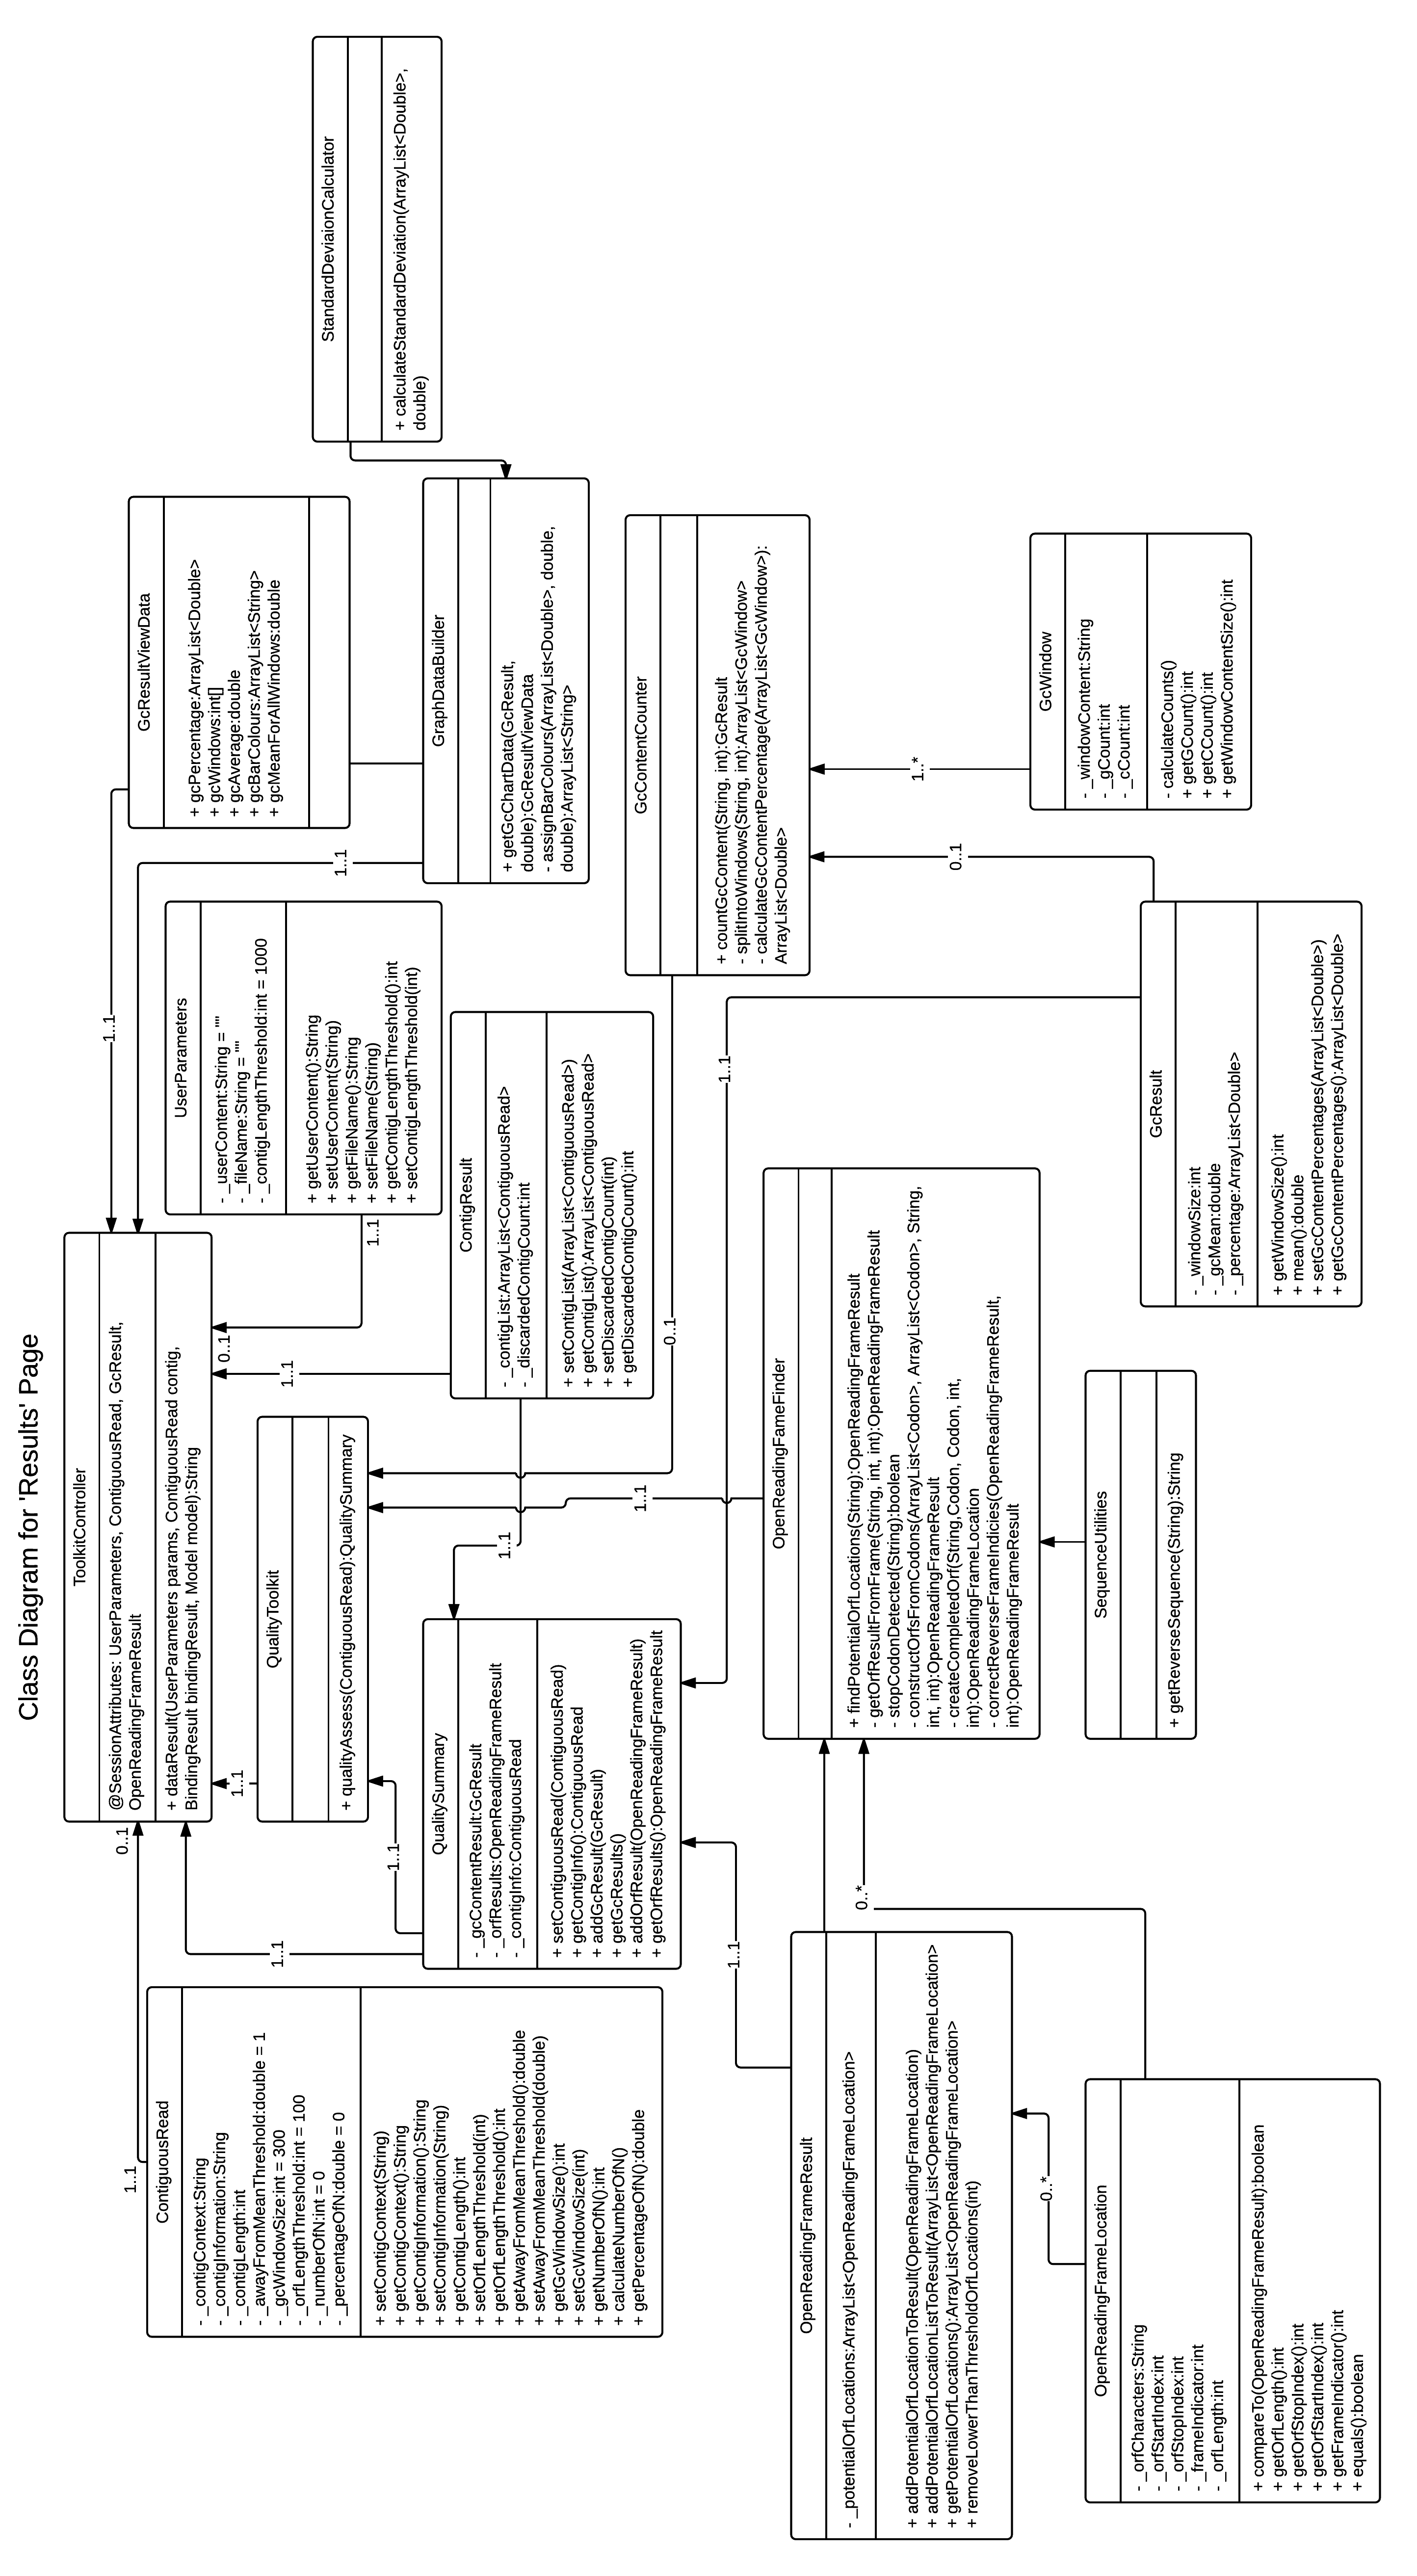 Class Diagram for 'Results' Page
ToolkitController
@SessionAttributes: UserParameters, ContiguousRead, GcResult,
OpenReadingFrameResult
+ dataResult(UserParameters params, ContiguousRead contig,
BindingResult bindingResult, Model model):String
1..1
0..1
1..1
1..1
1..1
0..1
1..1
1..1
1..1
ContiguousRead
- _contigContext:String
- _contigInformation:String
- _contigLength:int
- _awayFromMeanThreshold:double = 1
- _gcWindowSize:int = 300
- _orfLengthThreshold:int = 100
- _numberOfN:int = 0
- _percentageOfN:double = 0
+ setContigContext(String)
+ getContigContext():String
+ getContigInformation():String
+ setContigInformation(String)
+ getContigLength():int
+ setOrfLengthThreshold(int)
+ getOrfLengthThreshold():int
+ getAwayFromMeanThreshold():double
+ setAwayFromMeanThreshold(double)
+ getGcWindowSize():int
+ setGcWindowSize(int)
+ getNumberOfN():int
+ calculateNumberOfN()
+ getPercentageOfN():double
QualityToolkit
+ qualityAssess(ContiguousRead):QualitySummary
UserParameters
- _userContent:String = ""
- _fileName:String = ""
- _contigLengthThreshold:int = 1000
+ getUserContent():String
+ setUserContent(String)
+ getFileName():String
+ setFileName(String)
+ getContigLengthThreshold():int
+ setContigLengthThreshold(int)
GcResultViewData
+ gcPercentage:ArrayList<Double>
+ gcWindows:int[]
+ gcAverage:double
+ gcBarColours:ArrayList<String>
+ gcMeanForAllWindows:double
StandardDeviaionCalculator
+ calculateStandardDeviation(ArrayList<Double>,
double)
1..1
QualitySummary
- _gcContentResult:GcResult
- _orfResults:OpenReadingFrameResult
- _contigInfo:ContiguousRead
+ setContiguousRead(ContiguousRead)
+ getContigInfo():ContiguousRead
+ addGcResult(GcResult)
+ getGcResults()
+ addOrfResult(OpenReadingFrameResult)
+ getOrfResults():OpenReadingFrameResult
1..1
ContigResult
- _contigList:ArrayList<ContiguousRead>
- _discardedContigCount:int
+ setContigList(ArrayList<ContiguousRead>)
+ getContigList():ArrayList<ContiguousRead>
+ setDiscardedContigCount(int)
+ getDiscardedContigCount():int
GraphDataBuilder
+ getGcChartData(GcResult,
double):GcResultViewData
- assignBarColours(ArrayList<Double>, double,
double):ArrayList<String>
1..1
0..1
GcContentCounter
+ countGcContent(String, int):GcResult
- splitIntoWindows(String, int):ArrayList<GcWindow>
- calculateGcContentPercentage(ArrayList<GcWindow>):
ArrayList<Double>
1..1
1..1
OpenReadingFrameResult
- _potentialOrfLocations:ArrayList<OpenReadingFrameLocation>
+ addPotentialOrfLocationToResult(OpenReadingFrameLocation)
+ addPotentialOrfLocationListToResult(ArrayList<OpenReadingFrameLocation>
+ getPotentialOrfLocations():ArrayList<OpenReadingFrameLocation>
+ removeLowerThanThresholdOrfLocations(int)
0..*
OpenReadingFameFinder
+ findPotentialOrfLocations(String):OpenReadingFrameResult
- getOrfResultFromFrame(String, int, int):OpenReadingFrameResult
- stopCodonDetected(String):boolean
- constructOrfsFromCodons(ArrayList<Codon>, ArrayList<Codon>, String,
int, int):OpenReadingFrameResult
- createCompletedOrf(String,Codon, Codon, int,
int):OpenReadingFrameLocation
- correctReverseFrameIndicies(OpenReadingFrameResult,
int):OpenReadingFrameResult
1..*
0..1
GcWindow
- _windowContent:String
- _gCount:int
- _cCount:int
- calculateCounts()
+ getGCount():int
+ getCCount():int
+ getWindowContentSize():int
0..*
OpenReadingFrameLocation
- _orfCharacters:String
- _orfStartIndex:int
- _orfStopIndex:int
- _frameIndicator:int
- _orfLength:int
+ compareTo(OpenReadingFrameResult):boolean
+ getOrfLength():int
+ getOrfStopIndex():int
+ getOrfStartIndex():int
+ getFrameIndicator():int
+ equals():boolean
SequenceUtilities
+ getReverseSequence(String):String
GcResult
- _windowSize:int
- _gcMean:double
- _percentage:ArrayList<Double>
+ getWindowSize():int
+ mean():double
+ setGcContentPercentages(ArrayList<Double>)
+ getGcContentPercentages():ArrayList<Double>